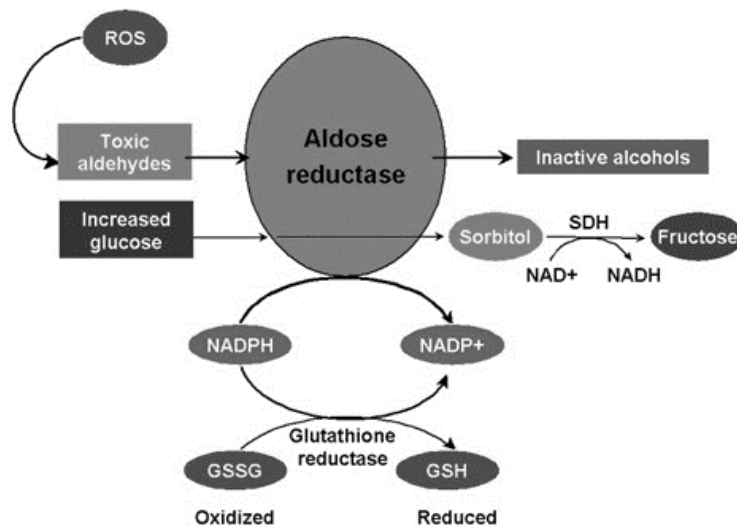 ROS
Toxic
aldehydes
Aldose
reductase
Inactive alcohols
Increased
glucose
Sorbitol
SDH
Fructose
NAD+
NADH
NADPH
NADP+
Glutathione
reductase
GSSG
GSH
Oxidized
Reduced